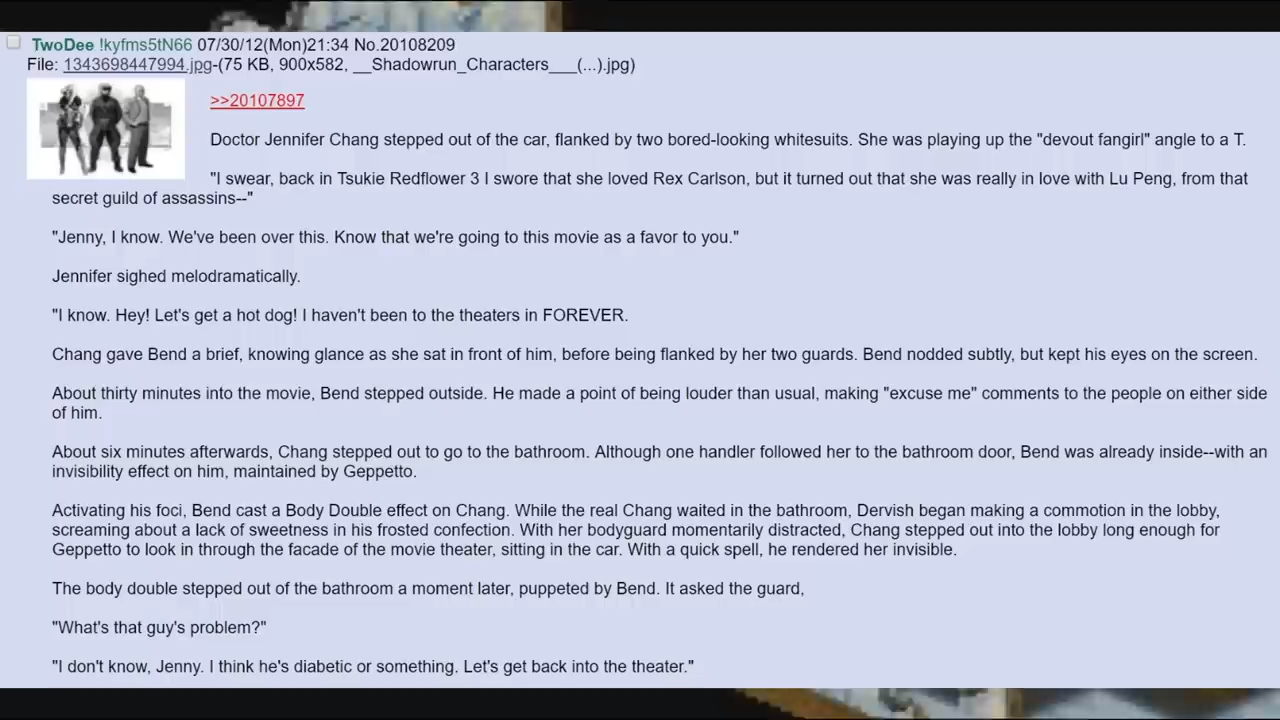 TwoDee !kyfms5tN66 07/30/12(Mon)21:34 No.20108209
File: 1343698447994.jpg-(75 KB, 900x582, __Shadowrun_Characters___(...).jpg)
>>20107897
Doctor Jennifer Chang stepped out of the car, flanked by two bored-looking whitesuits. She was playing up the "devout fangirl" angle to a T.
"I swear, back in Tsukie Redflower 3 I swore that she loved Rex Carlson, but it turned out that she was really in love with Lu Peng, from that
secret guild of assassins--"
"Jenny, I know. We've been over this. Know that we're going to this movie as a favor to you."
Jennifer sighed melodramatically.
"I know. Hey! Let's get a hot dog! I haven't been to the theaters in FOREVER.
Chang gave Bend a brief, knowing glance as she sat in front of him, before being flanked by her two guards. Bend nodded subtly, but kept his eyes on the screen.
About thirty minutes into the movie, Bend stepped outside. He made a point of being louder than usual, making "excuse me" comments to the people on either side
of him.
About six minutes afterwards, Chang stepped out to go to the bathroom. Although one handler followed her to the bathroom door, Bend was already inside--with an
invisibility effect on him, maintained by Geppetto.
Activating his foci, Bend cast a Body Double effect on Chang. While the real Chang waited in the bathroom, Dervish began making a commotion in the lobby,
screaming about a lack of sweetness in his frosted confection. With her bodyguard momentarily distracted, Chang stepped out into the lobby long enough for
Geppetto to look in through the facade of the movie theater, sitting in the car. With a quick spell, he rendered her invisible.
The body double stepped out of the bathroom a moment later, puppeted by Bend. It asked the guard,
"What's that guy's problem?"
"I don't know, Jenny. I think he's diabetic or something. Let's get back into the theater."